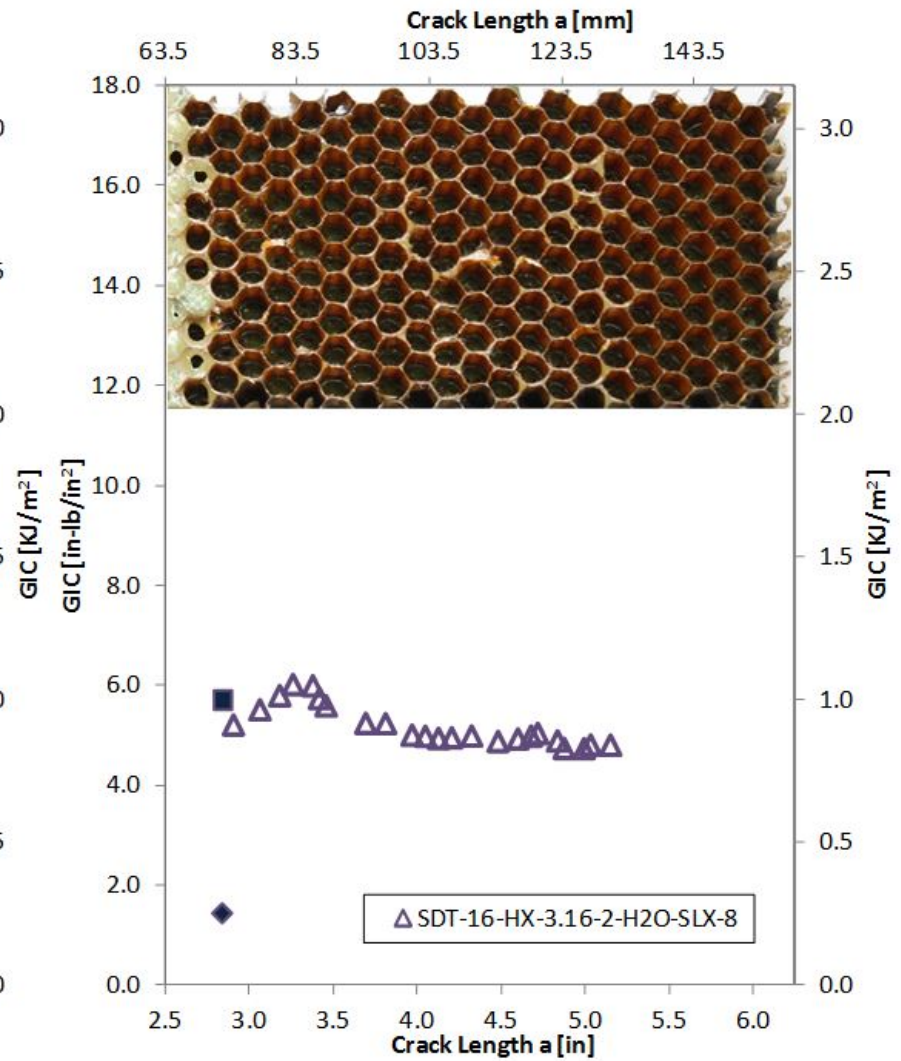 Crack Length a [mm]
63.5 83.5 103.5 123.5 143.5
18.0
16.0
14.0
12.0
10.0
8.0
6.0
4.0
2.0
0.0
GIC [KJ/m²]
GIC [in-lb/in²]
3.0
2.5
2.0
1.5
1.0
0.5
0.0
GIC [KJ/m²]
SDT-16-HX-3.16-2-H2O-SLX-8
2.5 3.0 3.5 4.0 4.5 5.0 5.5 6.0
Crack Length a [in]